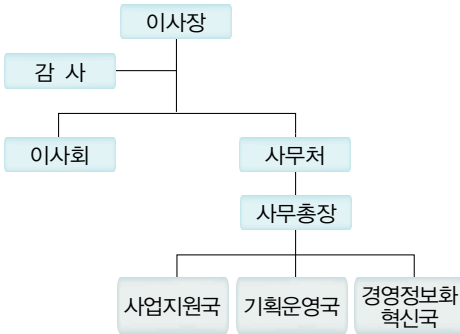 이사장
감 사
이사회
사무처
사무총장
사업지원국
기획운영국
경영정보화
혁신국